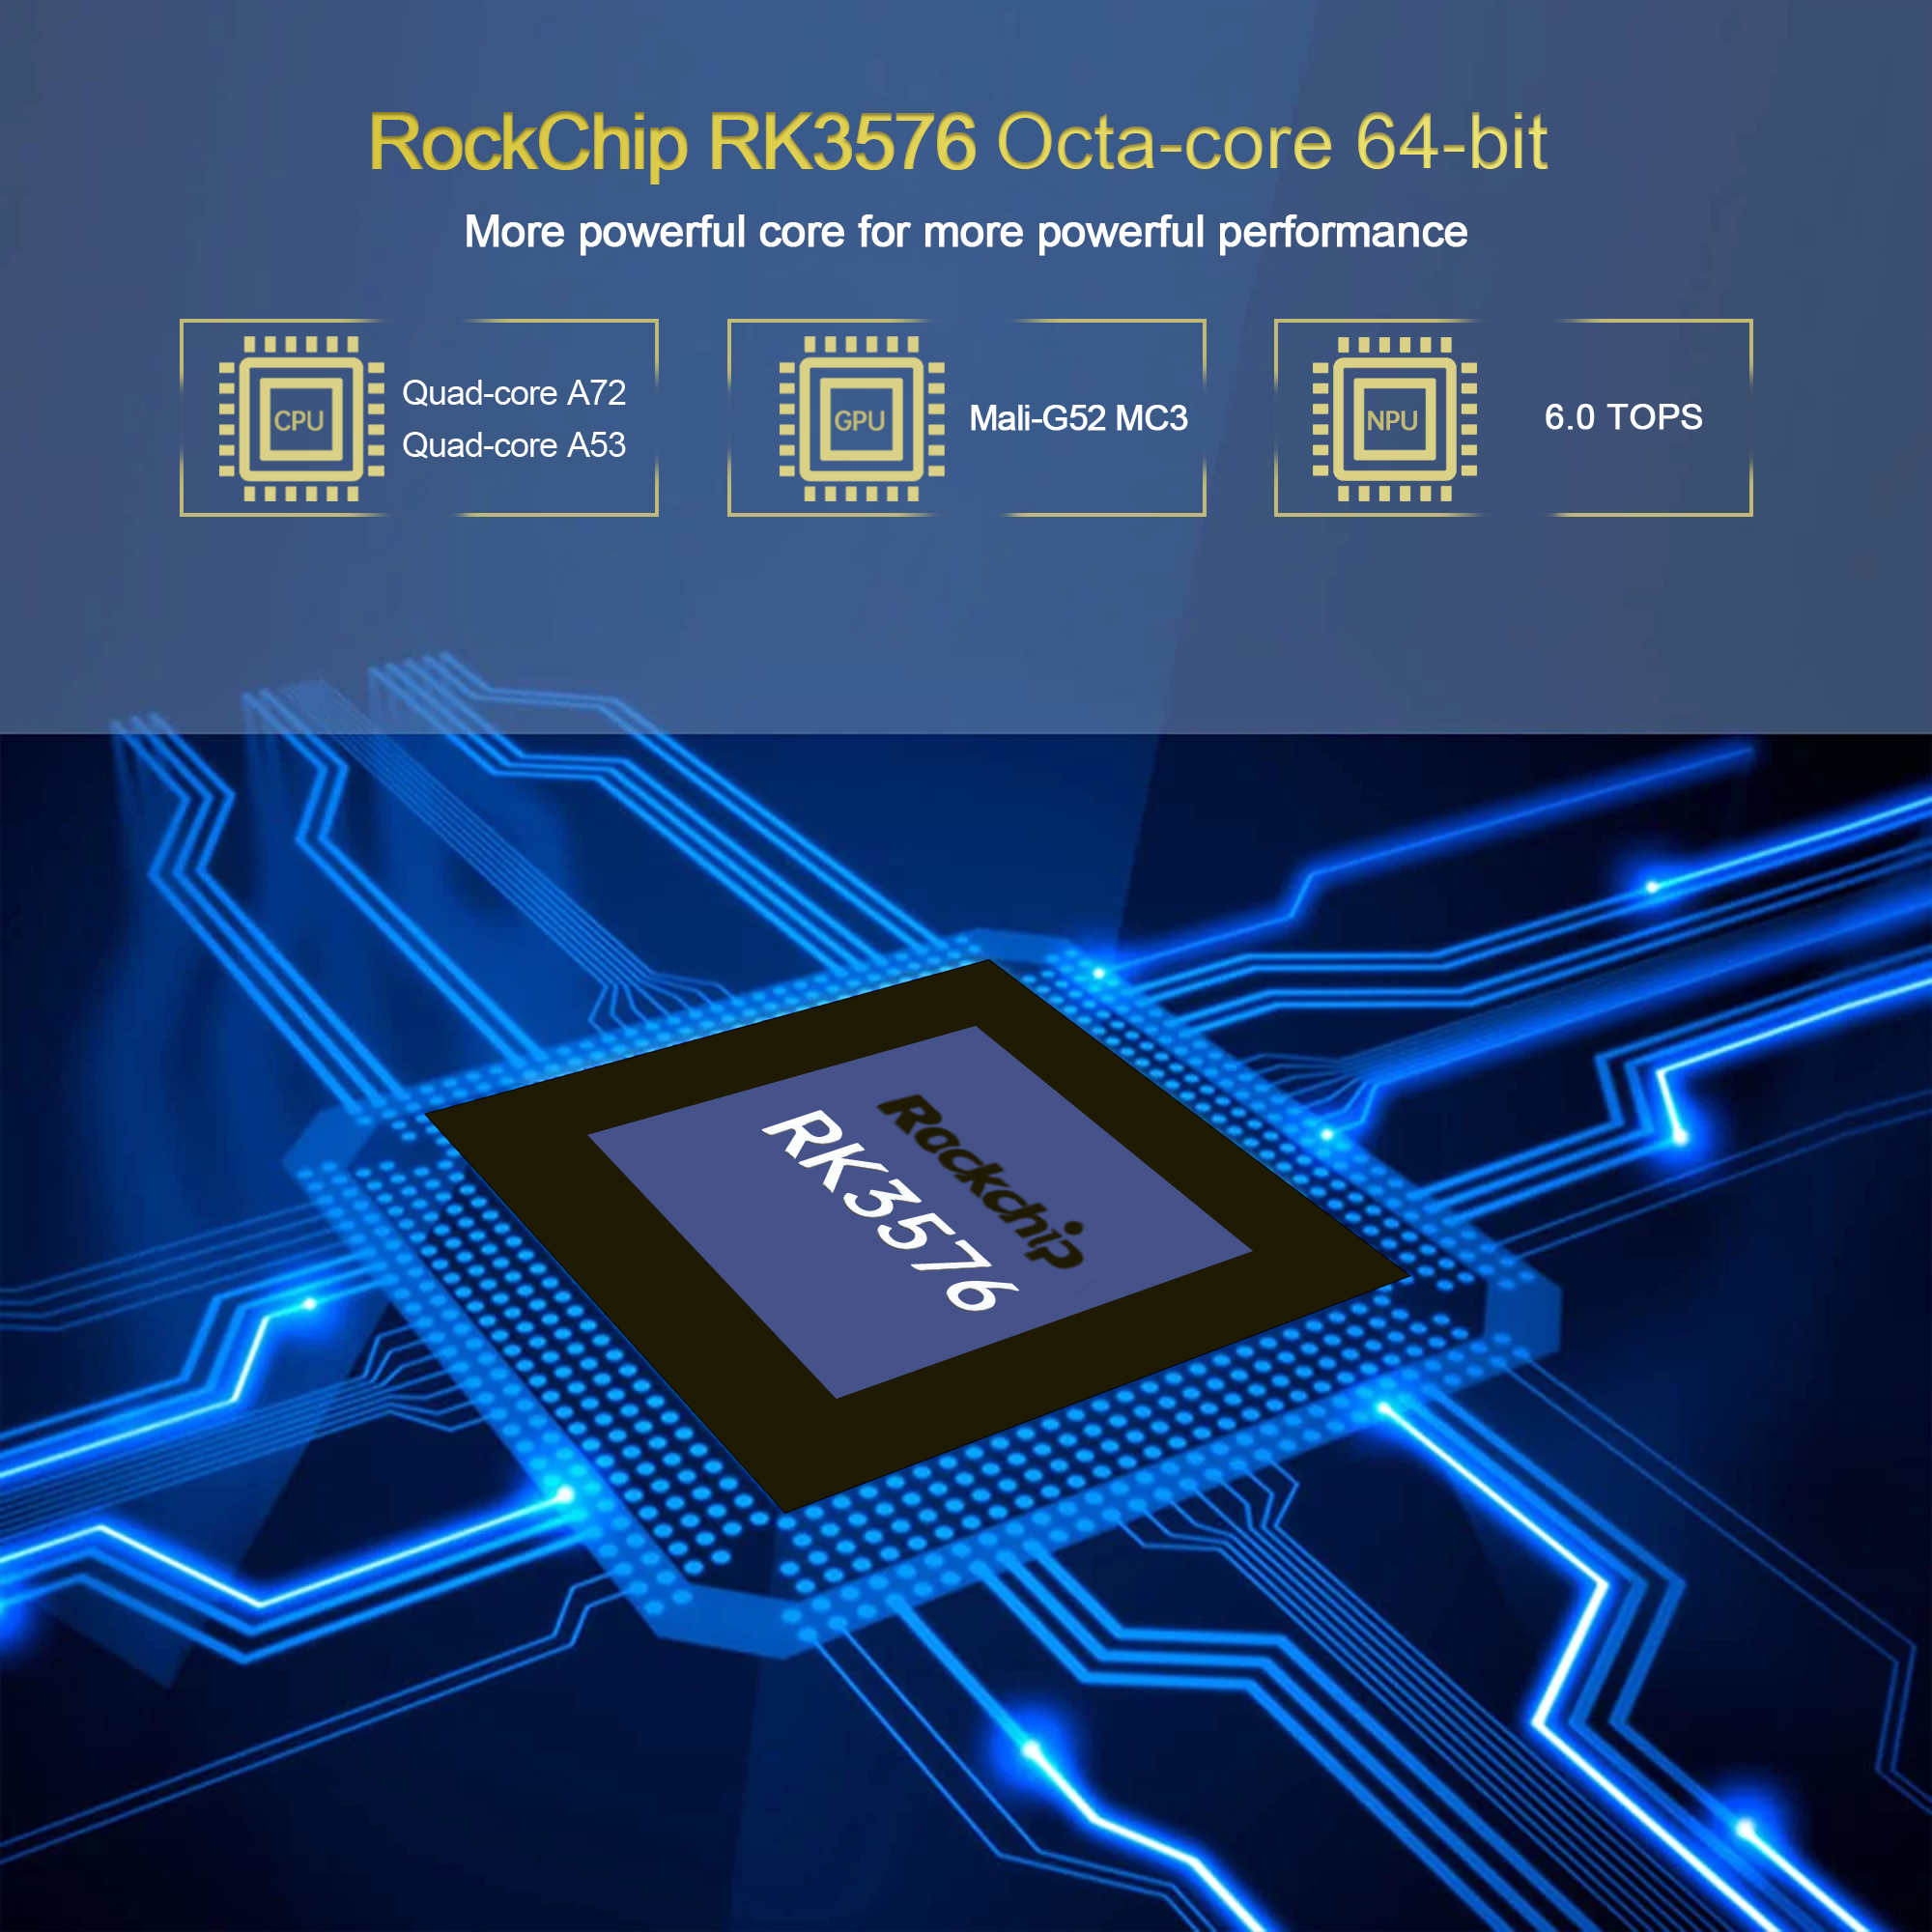 RockChip RK3576 Octa-core 64-bit
More powerful core for more powerful performance
CPU
Quad-core A72
Quad-core A53
GPU
Mali-G52 MC3
NPU
6.0 TOPS
Rockchip
RK3576